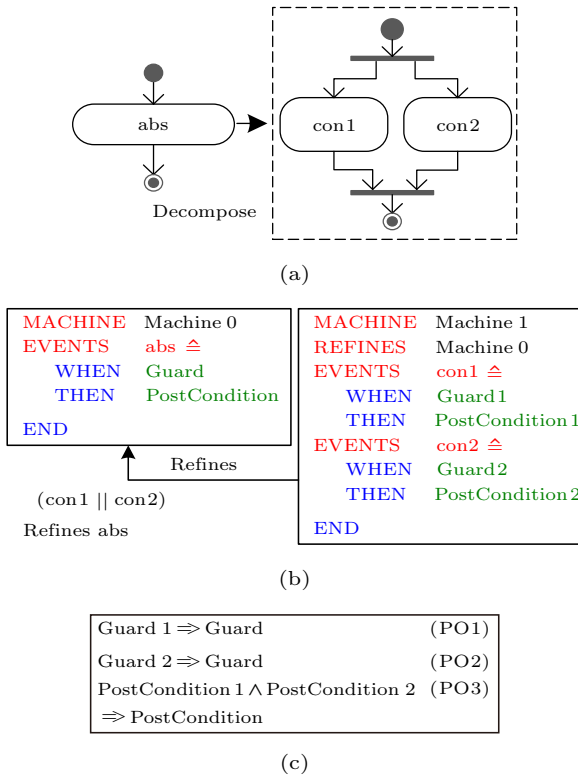 abs
con1
con2
Decompose
(a)
MACHINE Machine 0
EVENTS abs ≙
WHEN Guard
THEN PostCondition
END
MACHINE Machine 1
REFINES Machine 0
EVENTS con1 ≙
WHEN Guard1
THEN PostCondition1
EVENTS con2 ≙
WHEN Guard2
THEN PostCondition2
END
Refines
(con1 || con2)
Refines abs
(b)
Guard 1 ⇒ Guard (PO1)
Guard 2 ⇒ Guard (PO2)
PostCondition 1 ∧ PostCondition 2 (PO3)
⇒ PostCondition
(c)